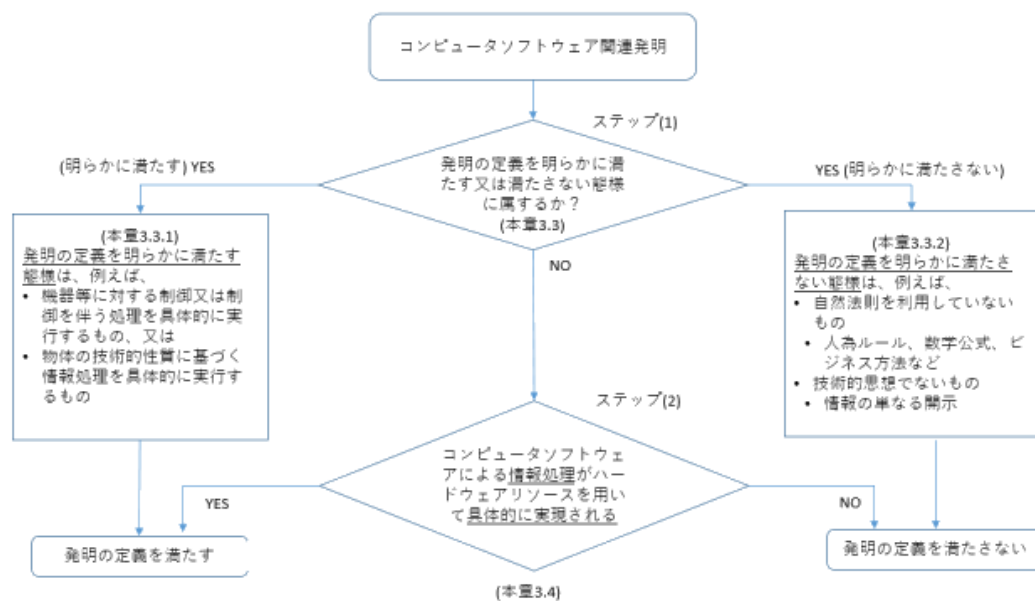 コンピュータソフトウェア関連発明
ステップ(1)
(明らかに満たす) YES
発明の定義を明らかに満
たす又は満たさない態様
に属するか？
(本章3.3)
YES (明らかに満たさない)
(本章3.3.1)
発明の定義を明らかに満たす
態様は、例えば、
• 機器等に対する制御又は制
御を伴う処理を具体的に実
行するもの、又は
• 物体の技術的性質に基づく
情報処理を具体的に実行す
るもの
NO
(本章3.3.2)
発明の定義を明らかに満たさ
ない態様は、例えば、
• 自然法則を利用していない
もの
• 人為ルール、数学公式、ビ
ジネス方法など
• 技術的思想でないもの
• 情報の単なる開示
ステップ(2)
コンピュータソフトウェ
アによる情報処理がハー
ドウェアリソースを用い
て具体的に実現される
YES
NO
発明の定義を満たす
発明の定義を満たさない
(本章3.4)